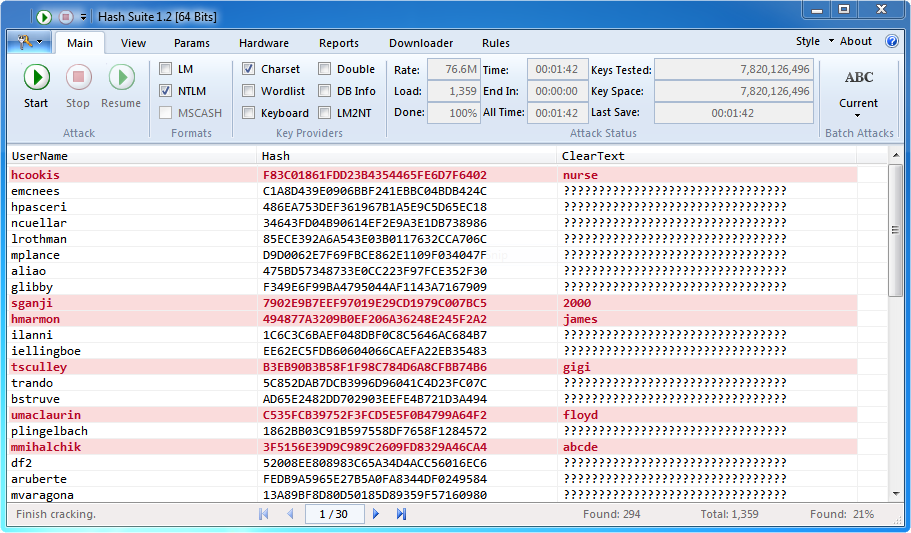 Hash Suite 1.2 [64 Bits]
Main View Params Hardware Reports Downloader Rules Style About
Start Stop Resume
Attack
LM
NTLM
MSCASH
Formats
Charset Double
Wordlist DB Info
Keyboard LM2NT
Key Providers
Rate: 76.6M Time: 00:01:42 Keys Tested: 7,820,126,496
Load: 1,359 End In: 00:00:00 Key Space: 7,820,126,496
Done: 100% All Time: 00:01:42 Last Save: 00:01:42
Attack Status
ABC
Current
Batch Attacks
UserName Hash ClearText
hcookis F83C01861FDD23B4354465FE6D7F6402 nurse
emcnees C1A8D439E0906BBF241EBBC04BDB424C ????????????????????????????????
hpasceri 486EA753DEF361967B1A5E9C5D65EC18 ????????????????????????????????
ncuellar 34643FD04B90614EF2E9A3E1DB738986 ????????????????????????????????
lrothman 85ECE392A6A543E03B0117632CCA706C ????????????????????????????????
mplance D9D0062E7F69FBCE862E1109F034047F ????????????????????????????????
aliao 475BD57348733E0CC223F97FCE352F30 ????????????????????????????????
glibby F349E6F99BA4795044AF1143A7167909 ????????????????????????????????
sganji 7902E9B7EEF97019E29CD1979C007BC5 2000
hmarmon 494877A3209B0EF206A36248E245F2A2 james
ilanni 1C6C3C6BAEF048DBF0C8C5646AC684B7 ????????????????????????????????
iellingboe EE62EC5FDB60604066CAEFA22EB35483 ????????????????????????????????
tsculley B3EB90B3B58F1F98C784D6A8CFBB74B6 gigi
trando 5C852DAB7DCB3996D96041C4D23FC07C ????????????????????????????????
bstruve AD65E2482DD702903EEFE4B721D3A494 ????????????????????????????????
umaclaurin C535FCB39752F3FCD5E5F0B4799A64F2 floyd
plingelbach 1862BB03C91B597558DF7658F1284572 ????????????????????????????????
mmihalchik 3F5156E39D9C989C2609FD8329A46CA4 abcde
df2 52008EE808983C65A34D4ACC56016EC6 ????????????????????????????????
aruberte FEDB9A5965E27B5A0FA8344DF0249584 ????????????????????????????????
mvaragona 13A89BF8D80D50185D89359F57160980 ????????????????????????????????
Finish cracking. 1 / 30 Found: 294 Total: 1,359 Found: 21%